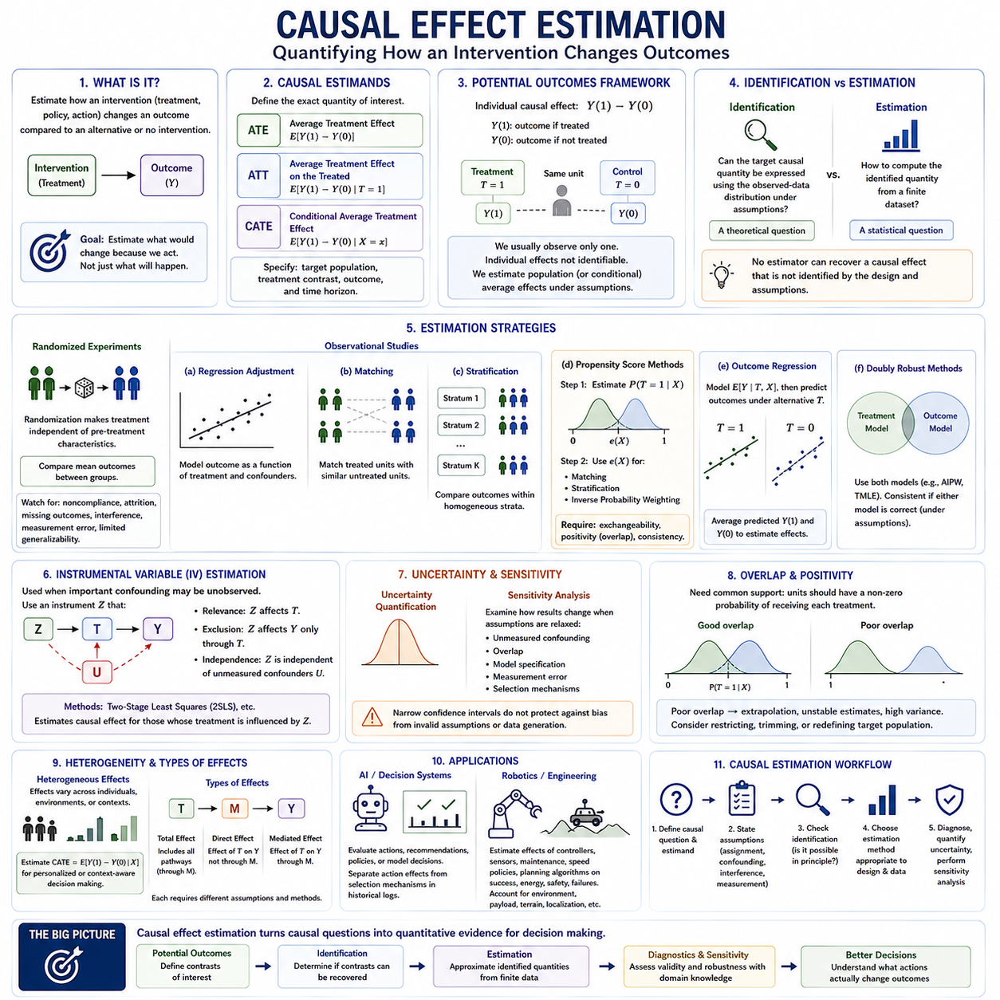 CAUSAL EFFECT ESTIMATION
Quantifying How an Intervention Changes Outcomes
1. WHAT IS IT?
Estimate how an intervention (treatment,
policy, action) changes an outcome
compared to an alternative or no intervention.
Intervention
(Treatment)
Outcome
(Y)
Goal: Estimate what would
change because we act.
Not just what will happen.
2. CAUSAL ESTIMANDS
Define the exact quantity of interest.
ATE
Average Treatment Effect
E[Y(1) − Y(0)]
ATT
Average Treatment Effect
on the Treated
E[Y(1) − Y(0) | T = 1]
CATE
Conditional Average Treatment
Effect
E[Y(1) − Y(0) | X = x]
Specify: target population,
treatment contrast, outcome,
and time horizon.
3. POTENTIAL OUTCOMES FRAMEWORK
Individual causal effect: Y(1) − Y(0)
Y(1): outcome if treated
Y(0): outcome if not treated
Treatment
T = 1
Same unit
Control
T = 0
Y(1)
Y(0)
We usually observe only one.
Individual effects not identifiable.
We estimate population (or conditional)
average effects under assumptions.
4. IDENTIFICATION vs ESTIMATION
Identification
Can the target causal
quantity be expressed
using the observed-data
distribution under
assumptions?
A theoretical question
vs.
Estimation
How to compute the
identified quantity
from a finite
dataset?
A statistical question
No estimator can recover a causal effect
that is not identified by the design and
assumptions.
5. ESTIMATION STRATEGIES
Randomized Experiments
Randomization makes treatment
independent of pre-treatment
characteristics.
Compare mean outcomes
between groups.
Watch for: noncompliance, attrition,
missing outcomes, interference,
measurement error, limited
generalizability.
Observational Studies
(a) Regression Adjustment
Model outcome as a function
of treatment and confounders.
(b) Matching
Match treated units with
similar untreated units.
(c) Stratification
Stratum 1
Stratum 2
...
Stratum K
Compare outcomes within
homogeneous strata.
(d) Propensity Score Methods
Step 1: Estimate P(T = 1 | X)
0
e(X)
1
Step 2: Use e(X) for:
• Matching
• Stratification
• Inverse Probability Weighting
Require: exchangeability,
positivity (overlap), consistency.
(e) Outcome Regression
Model E[Y | T, X], then predict
outcomes under alternative T.
T = 1
T = 0
Average predicted Y(1) and
Y(0) to estimate effects.
(f) Doubly Robust Methods
Treatment
Model
Outcome
Model
Use both models (e.g., AIPW,
TMLE). Consistent if either
model is correct (under
assumptions).
6. INSTRUMENTAL VARIABLE (IV) ESTIMATION
Used when important confounding may be unobserved.
Use an instrument Z that:
Z
T
Y
U
• Relevance: Z affects T.
• Exclusion: Z affects Y only
through T.
• Independence: Z is independent
of unmeasured confounders U.
Methods: Two-Stage Least Squares (2SLS), etc.
Estimates causal effect for those whose treatment is influenced by Z.
7. UNCERTAINTY & SENSITIVITY
Uncertainty
Quantification
Sensitivity Analysis
Examine how results change when
assumptions are relaxed:
• Unmeasured confounding
• Overlap
• Model specification
• Measurement error
• Selection mechanisms
Narrow confidence intervals do not protect against bias
from invalid assumptions or data generation.
8. OVERLAP & POSITIVITY
Need common support: units should have a non-zero
probability of receiving each treatment.
Good overlap
0
P(T = 1 | X)
1
Poor overlap
1
Poor overlap → extrapolation, unstable estimates, high variance.
Consider restricting, trimming, or redefining target population.
9. HETEROGENEITY & TYPES OF EFFECTS
Heterogeneous Effects
Effects vary across individuals,
environments, or contexts.
Estimate CATE = E[Y(1) − Y(0) | X]
for personalized or context-aware
decision making.
Types of Effects
T
M
Y
Total Effect
Includes all
pathways
(through M).
Direct Effect
Effect of T on Y
not through M.
Mediated Effect
Effect of T on Y
through M.
Each requires different assumptions and methods.
10. APPLICATIONS
AI / Decision Systems
Evaluate actions, recommendations,
policies, or model decisions.
Separate action effects from
selection mechanisms in
historical logs.
Robotics / Engineering
Estimate effects of controllers,
sensors, maintenance, speed
policies, planning algorithms on
success, energy, safety, failures.
Account for environment,
payload, terrain, localization, etc.
11. CAUSAL ESTIMATION WORKFLOW
1. Define causal
question &
estimand
2. State
assumptions
(assignment,
confounding,
interference,
measurement)
3. Check
identification
(is it possible
in principle?)
4. Choose
estimation
method
appropriate to
design & data
5. Diagnose,
quantify
uncertainty,
perform
sensitivity
analysis
THE BIG PICTURE
Causal effect estimation turns causal questions into quantitative evidence for decision making.
Potential Outcomes
Define contrasts
of interest
Identification
Determine if contrasts can
be recovered
Estimation
Approximate identified quantities
from finite data
Diagnostics & Sensitivity
Assess validity and robustness with
domain knowledge
Better Decisions
Understand what actions
actually change outcomes